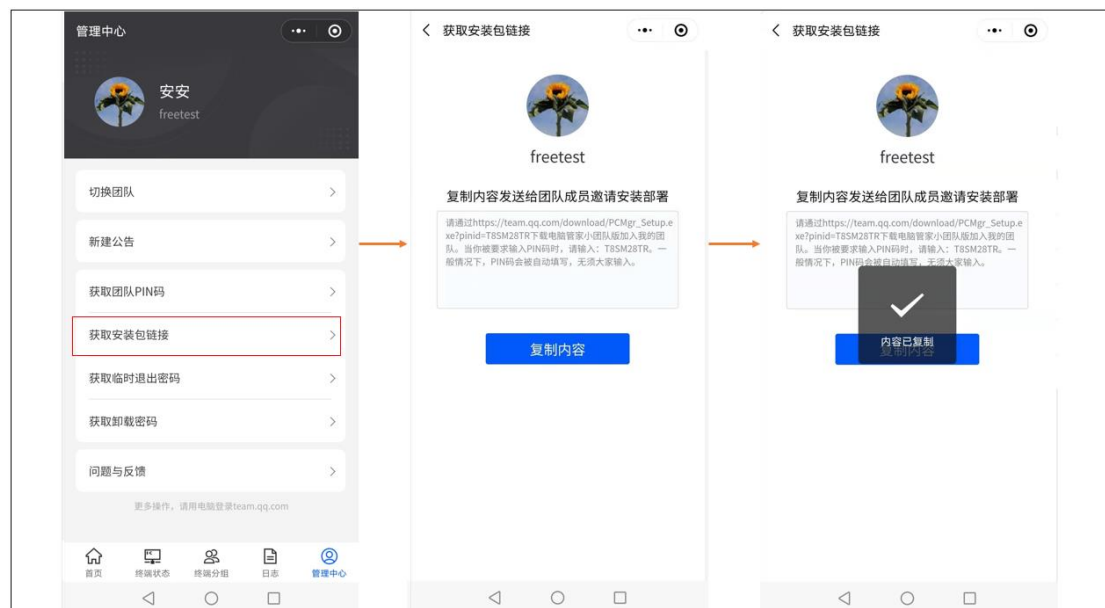 管理中心
安安
freetest
切换团队
新建公告
获取团队PIN码
获取安装包链接
获取临时退出密码
获取卸载密码
问题与反馈
更多操作，请用电脑登录team.qq.com
首页
终端状态
终端分组
日志
管理中心
获取安装包链接
freetest
复制内容发送给团队成员邀请安装部署
请通过https://team.qq.com/download/PCMgr_Setup.e
xe?pinid=T8SM28TR下载电脑管家小团队版加入我的团
队。当你被要求输入PIN码时，请输入：T8SM28TR。一
般情况下，PIN码会被自动填写，无须大家输入。
复制内容
获取安装包链接
freetest
复制内容发送给团队成员邀请安装部署
请通过https://team.qq.com/download/PCMgr_Setup.e
xe?pinid=T8SM28TR下载电脑管家小团队版加入我的团
队。当你被要求输入PIN码时，请输入：T8SM28TR。一
般情况下，PIN码会被自动填写，无须大家输入。
内容已复制
复制内容